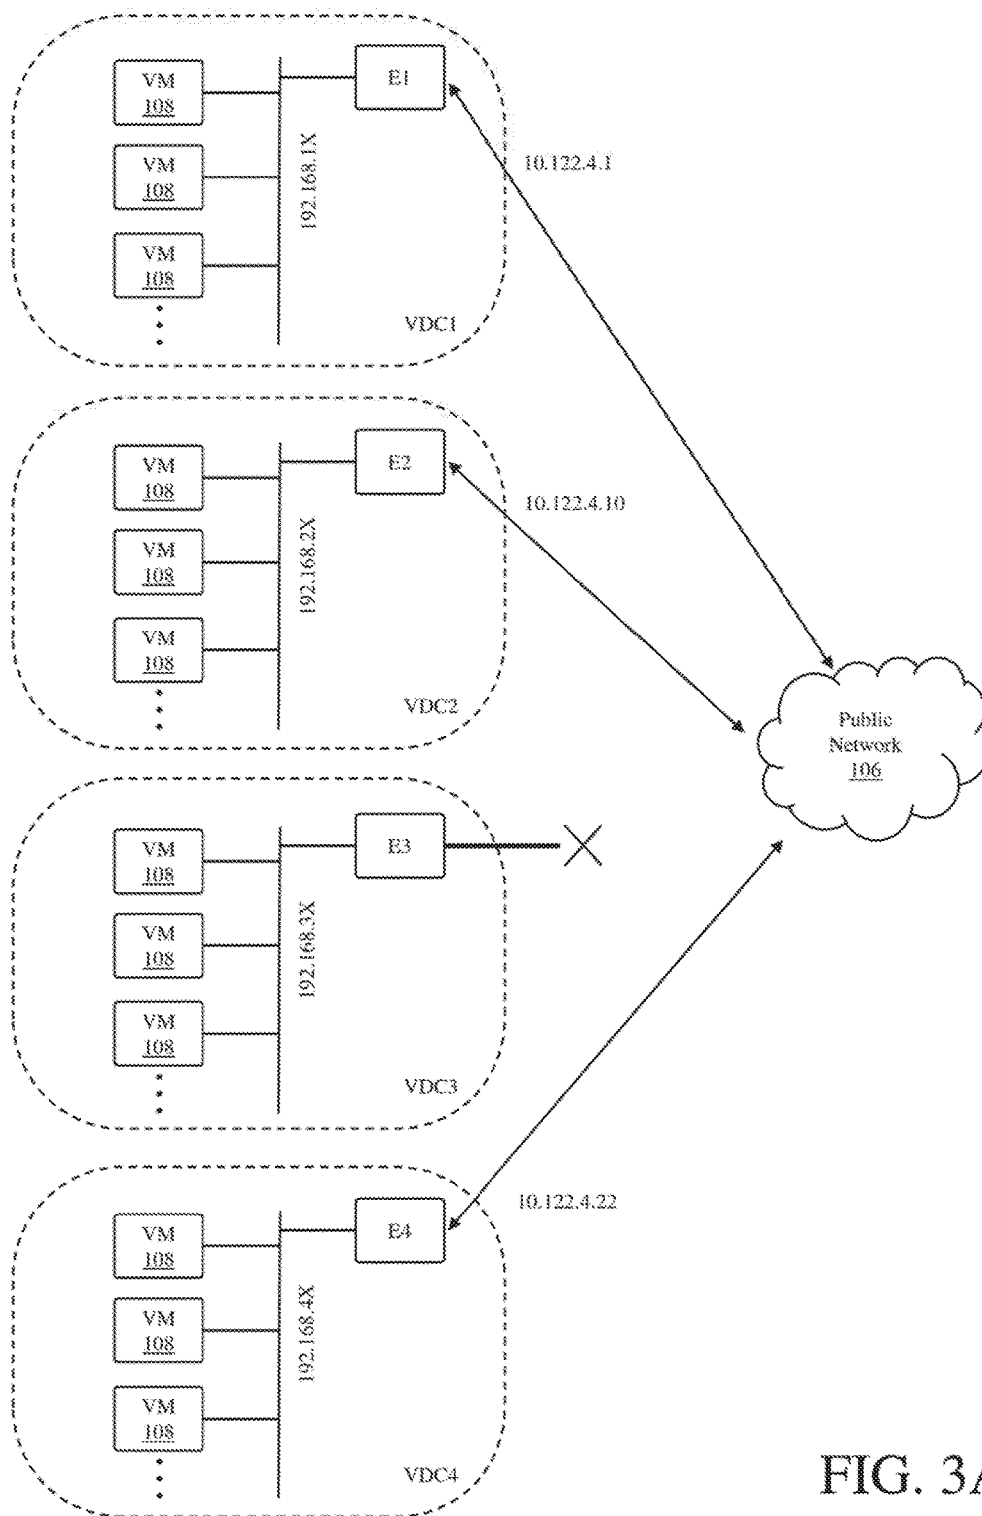 VM
108
VM
108
VM
108
192.168.1X
E1
VDC1
10.122.4.1
VM
108
VM
108
VM
108
192.168.2X
E2
VDC2
10.122.4.10
Public
Network
106
VM
108
VM
108
VM
108
192.168.3X
E3
VDC3
VM
108
VM
108
VM
108
192.168.4X
E4
VDC4
10.122.4.22
FIG. 3A